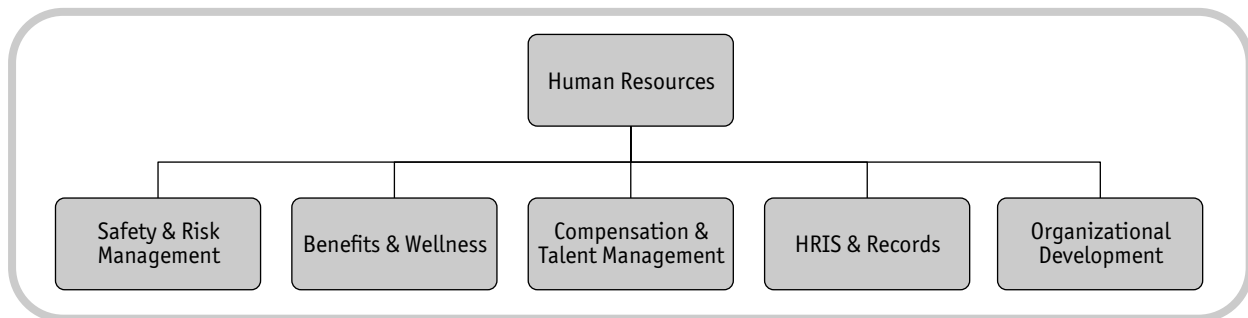 Human Resources
Safety & Risk
Management
Benefits & Wellness
Compensation &
Talent Management
HRIS & Records
Organizational
Development